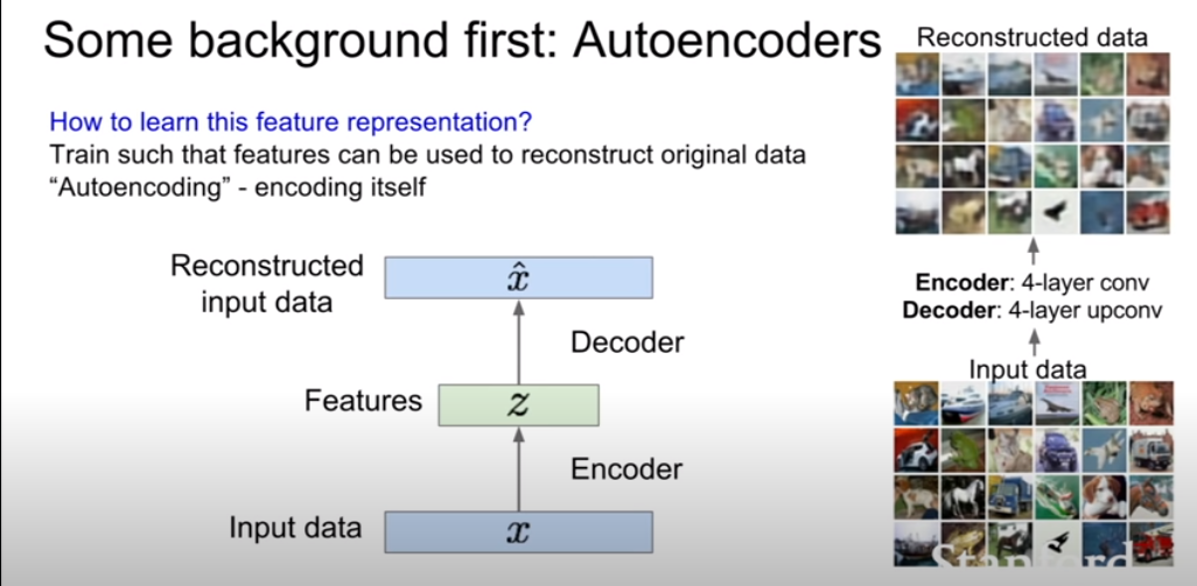 Some background first: Autoencoders
How to learn this feature representation?
Train such that features can be used to reconstruct original data
“Autoencoding” - encoding itself
Reconstructed
input data
x̂
Decoder
Features
z
Encoder
Input data
x
Reconstructed data
Encoder: 4-layer conv
Decoder: 4-layer upconv
Input data
Stanford